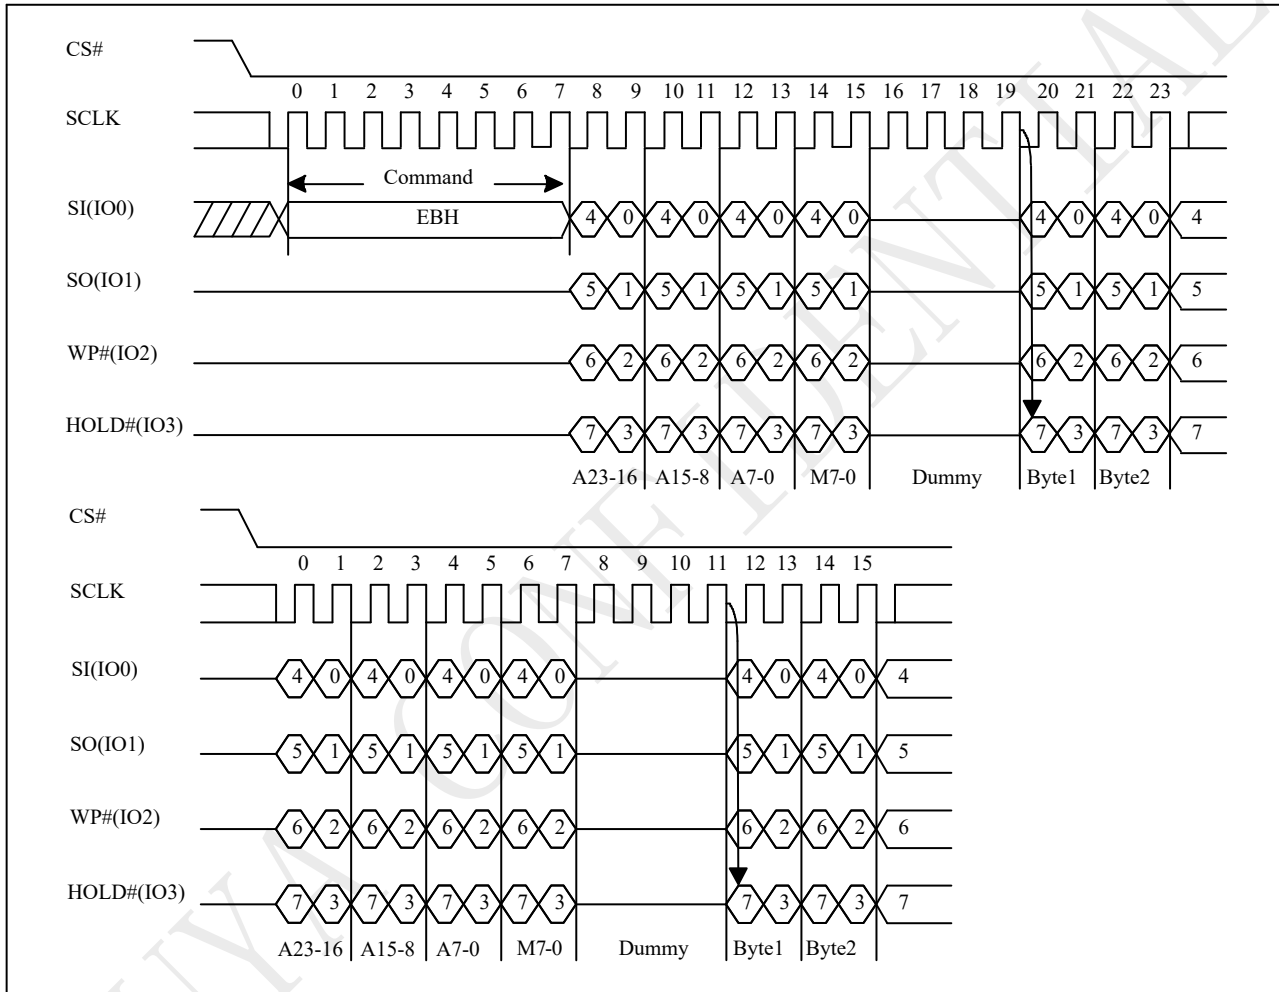 CS#
0 1 2 3 4 5 6 7 8 9 10 11 12 13 14 15 16 17 18 19 20 21 22 23
SCLK
Command
SI(IO0) EBH 4 0 4 0 4 0 4 0 4 0 4 0 4
SO(IO1) 5 1 5 1 5 1 5 1 5 1 5 1 5
WP#(IO2) 6 2 6 2 6 2 6 2 6 2 6 2 6
HOLD#(IO3) 7 3 7 3 7 3 7 3 7 3 7 3 7
A23-16 A15-8 A7-0 M7-0 Dummy Byte1 Byte2
CS#
0 1 2 3 4 5 6 7 8 9 10 11 12 13 14 15
SCLK
SI(IO0) 4 0 4 0 4 0 4 0 4 0 4 0 4
SO(IO1) 5 1 5 1 5 1 5 1 5 1 5 1 5
WP#(IO2) 6 2 6 2 6 2 6 2 6 2 6 2 6
HOLD#(IO3) 7 3 7 3 7 3 7 3 7 3 7 3 7
A23-16 A15-8 A7-0 M7-0 Dummy Byte1 Byte2
CONFIDENTIAL